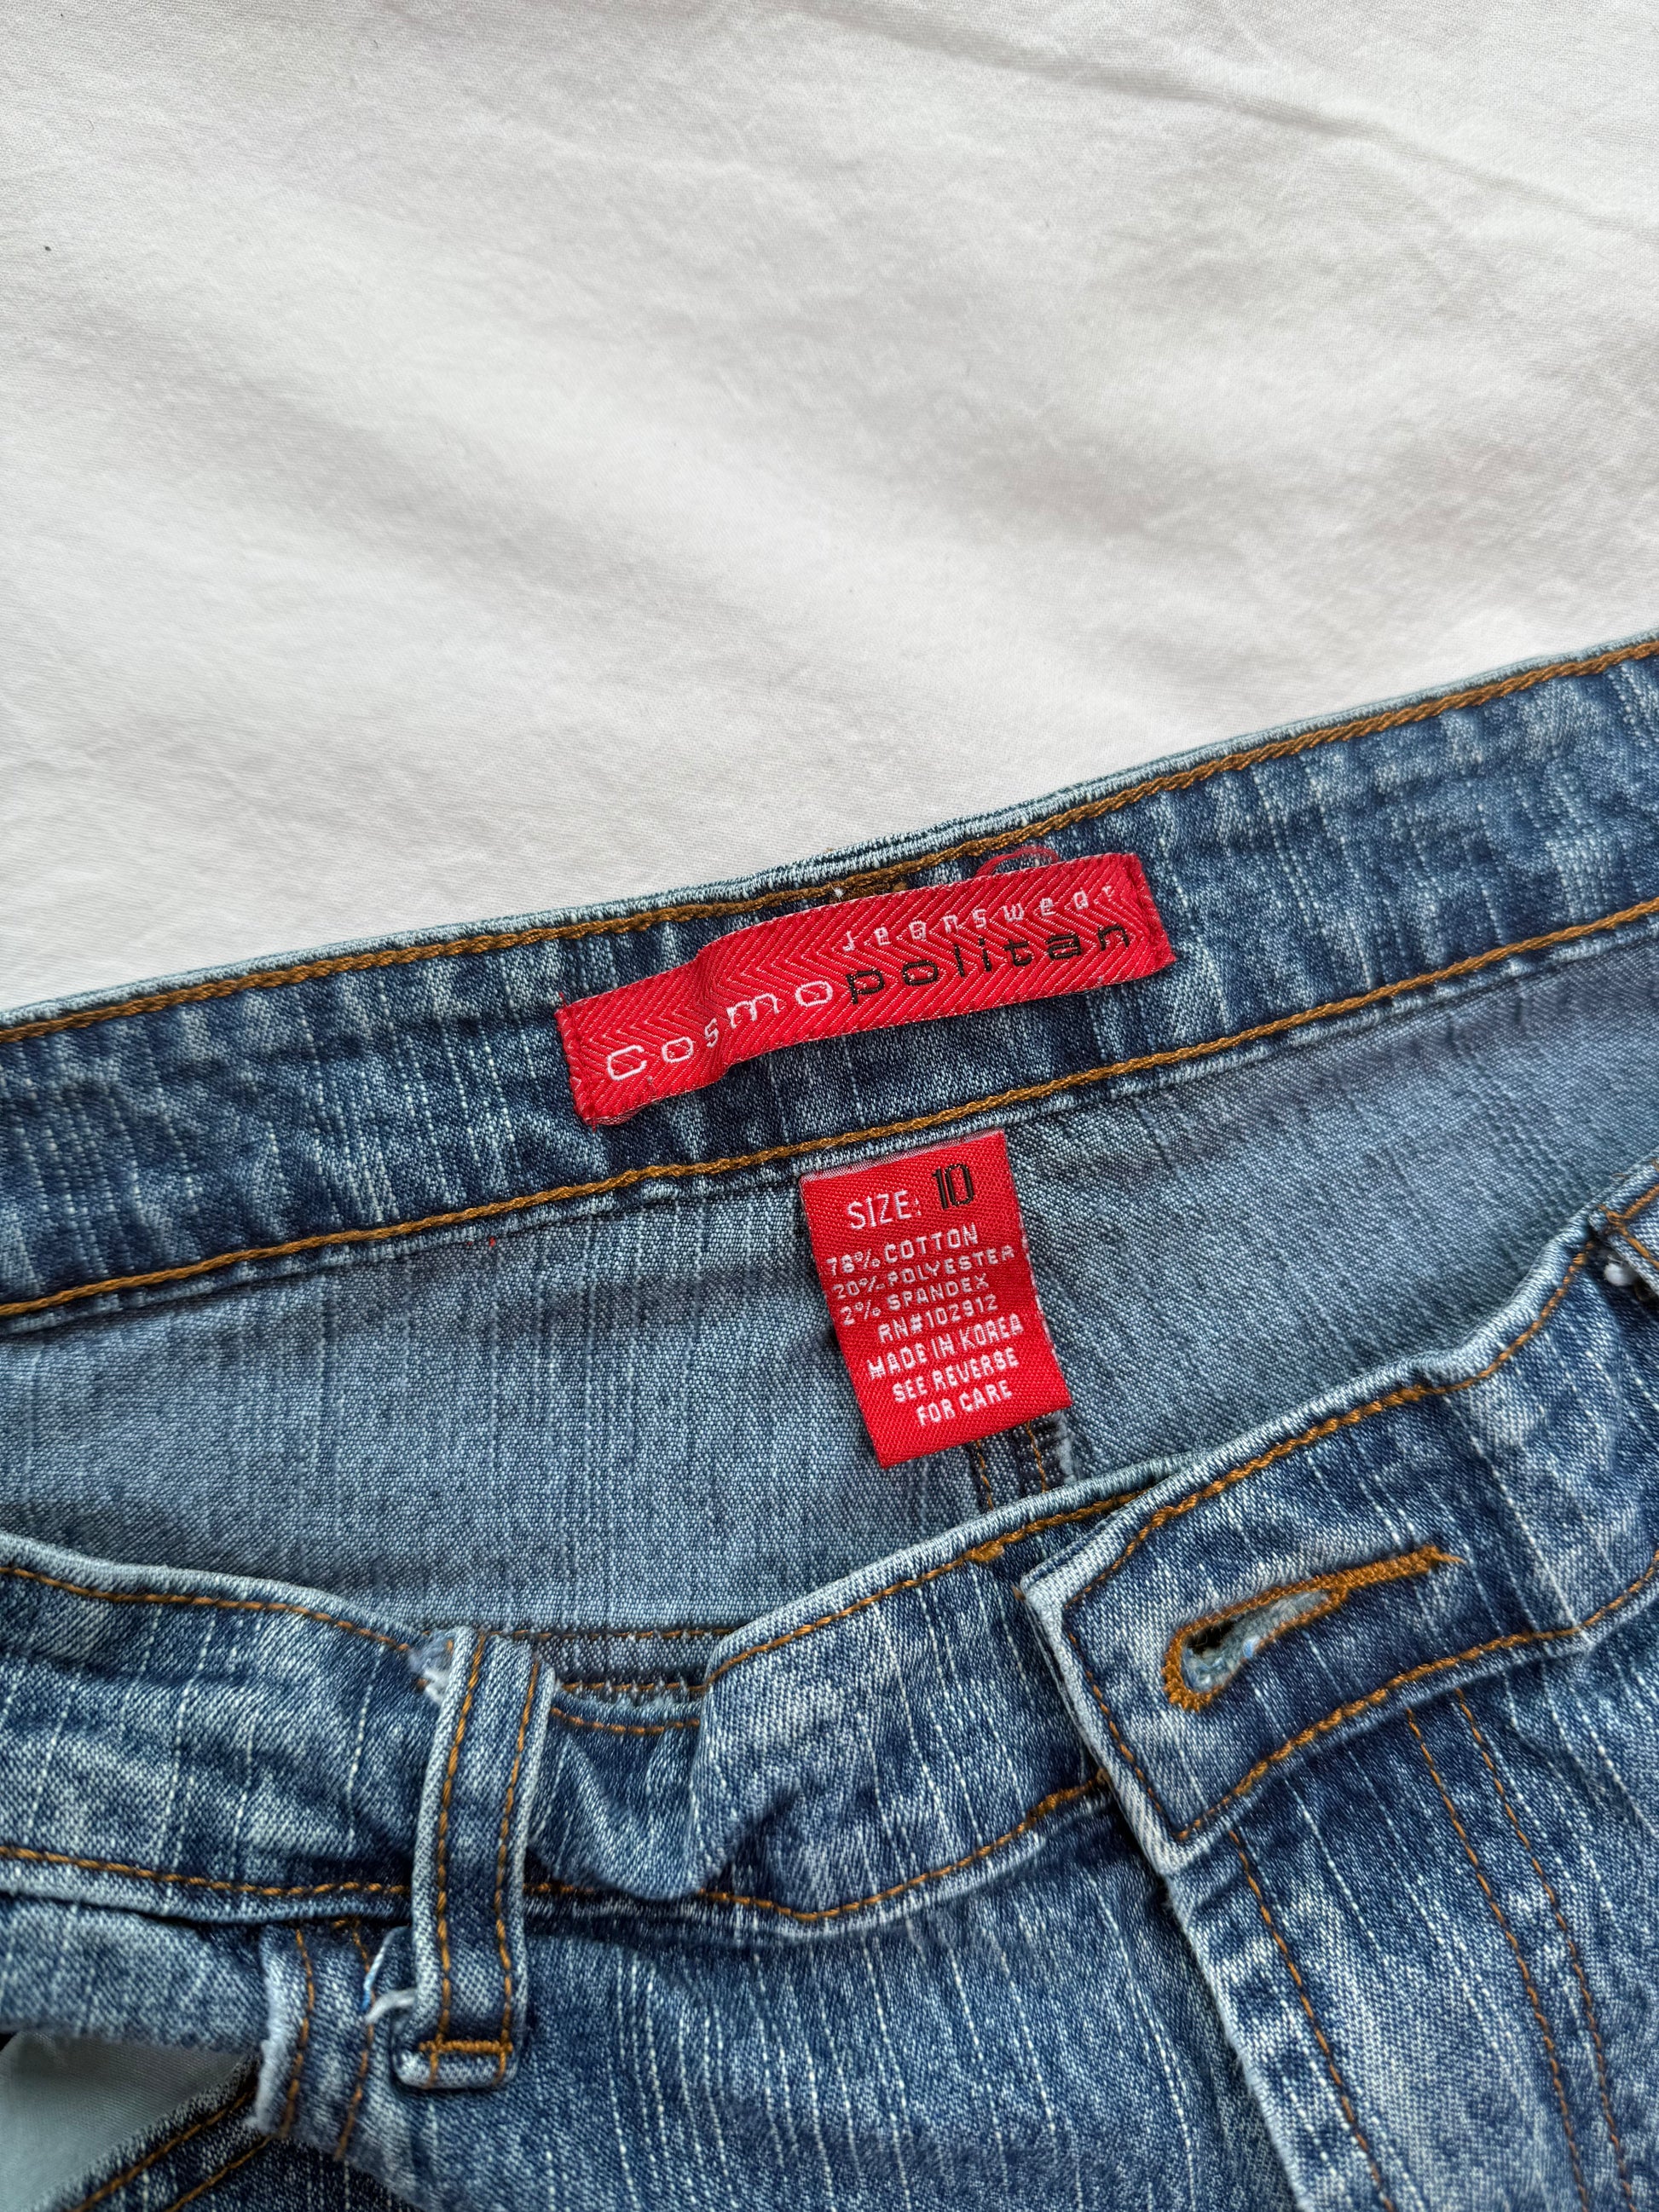 Jeanswear
Cosmopolitan
SIZE: 10
78% COTTON
20% POLYESTER
2% SPANDEX
RN#102912
MADE IN KOREA
SEE REVERSE
FOR CARE